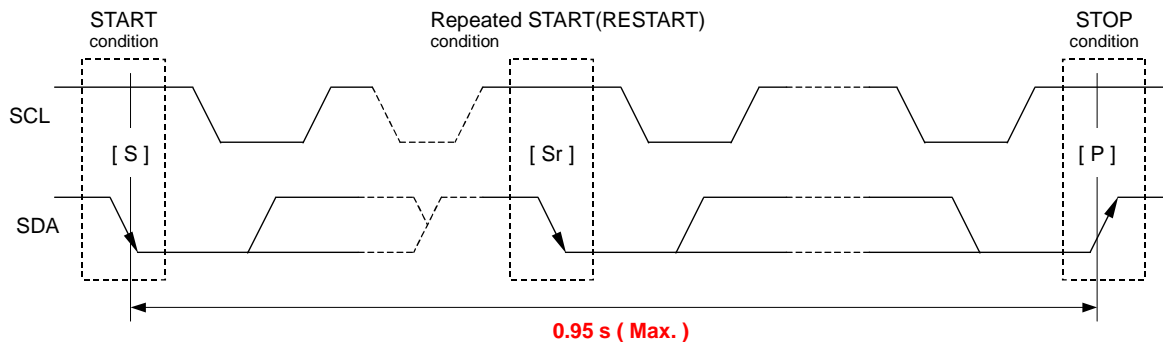 START
condition
Repeated START(RESTART)
condition
STOP
condition
SCL
[ S ]
[ Sr ]
[ P ]
SDA
0.95 s ( Max. )